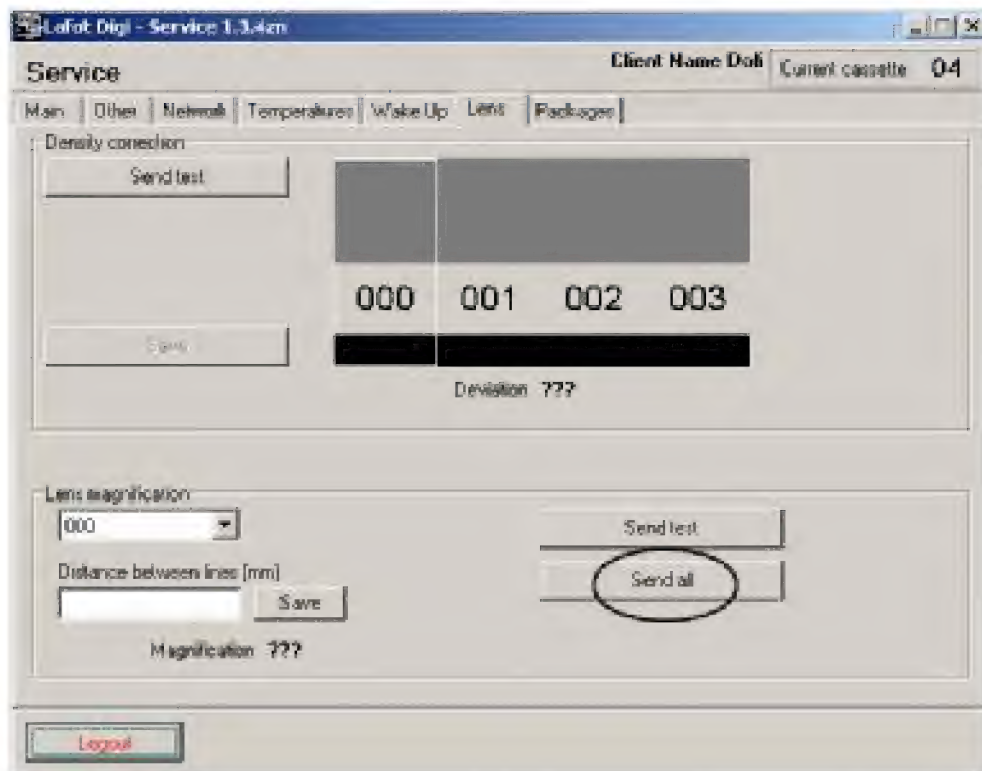 LaFot Digi - Service 1.3.4zn
Service
Client Name Doli
Current cassette 04
Main Other Network Temperatures Wake Up Lens Packages
Density correction
Send test
000 001 002 003
Save
Deviation ???
Lens magnification
000
Send test
Distance between lines [mm]
Send all
Save
Magnification ???
Logout